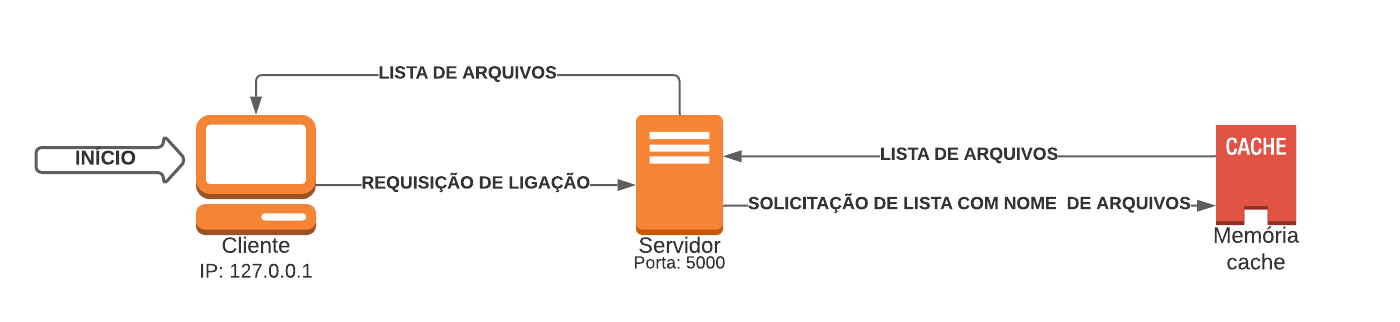 LISTA DE ARQUIVOS
INÍCIO
CACHE
LISTA DE ARQUIVOS
REQUISIÇÃO DE LIGAÇÃO
SOLICITAÇÃO DE LISTA COM NOME DE ARQUIVOS
Cliente
IP: 127.0.0.1
Servidor
Porta: 5000
Memória
cache